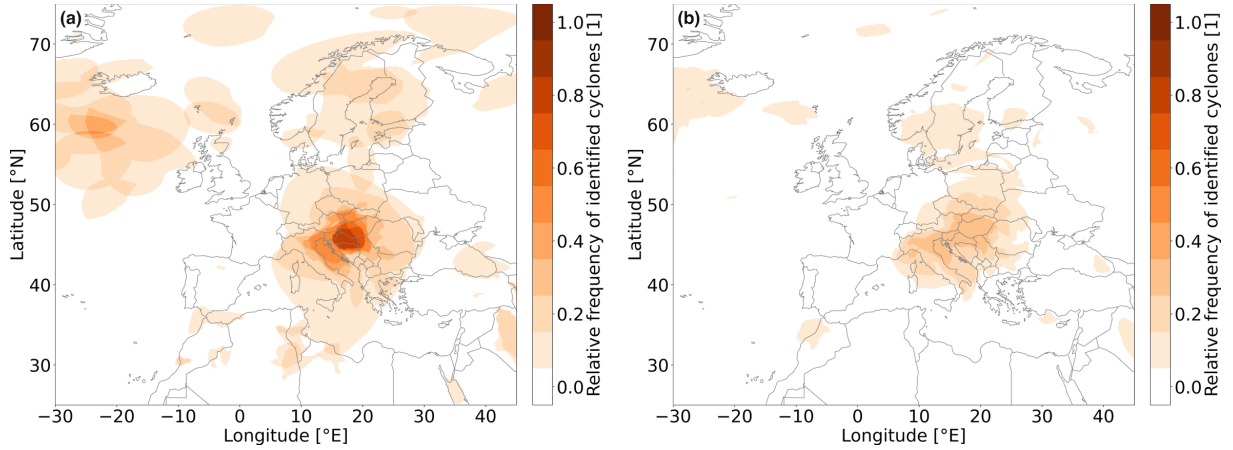 (a)
70
60
50
40
30
Latitude [°N]
−30 −20 −10 0 10 20 30 40
Longitude [°E]
1.0
0.8
0.6
0.4
0.2
0.0
Relative frequency of identified cyclones [1]
(b)
70
60
50
40
30
Latitude [°N]
−30 −20 −10 0 10 20 30 40
Longitude [°E]
1.0
0.8
0.6
0.4
0.2
0.0
Relative frequency of identified cyclones [1]